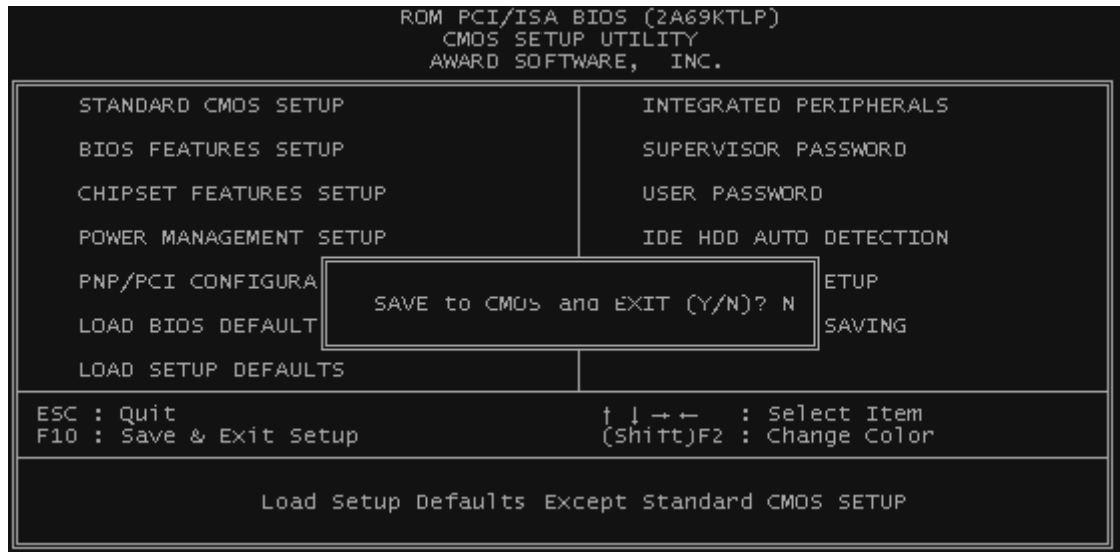 ROM PCI/ISA BIOS (2A69KTLP)
CMOS SETUP UTILITY
AWARD SOFTWARE, INC.
STANDARD CMOS SETUP
BIOS FEATURES SETUP
CHIPSET FEATURES SETUP
POWER MANAGEMENT SETUP
PNP/PCI CONFIGURA
LOAD BIOS DEFAULT
LOAD SETUP DEFAULTS
INTEGRATED PERIPHERALS
SUPERVISOR PASSWORD
USER PASSWORD
IDE HDD AUTO DETECTION
ETUP
SAVING
SAVE to CMOS and EXIT (Y/N)? N
ESC : Quit
F10 : Save & Exit Setup
↑ ↓ → ← : Select Item
(Shift)F2 : Change Color
Load Setup Defaults Except Standard CMOS SETUP